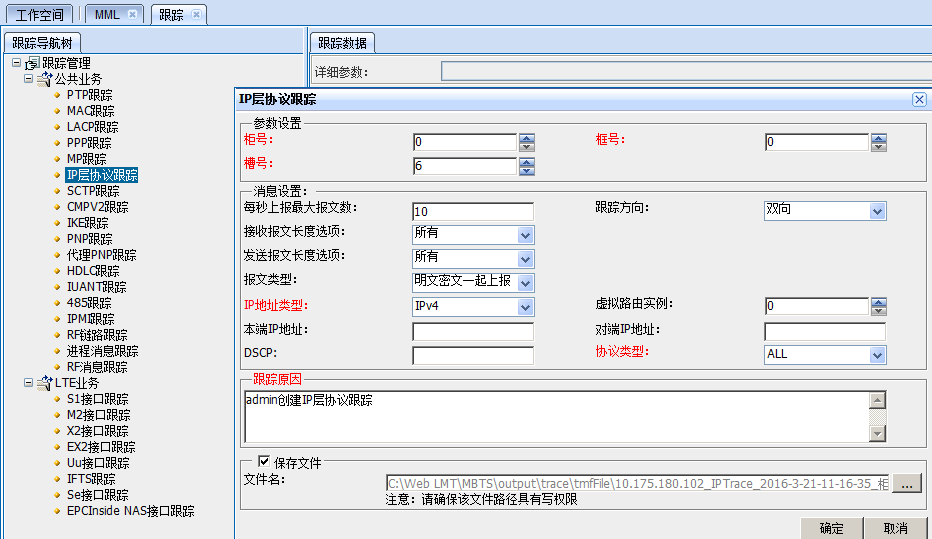 工作空间 MML 跟踪
跟踪导航树 跟踪数据
跟踪管理
公共业务
PTP跟踪
MAC跟踪
LACP跟踪
PPP跟踪
MP跟踪
IP层协议跟踪
SCTP跟踪
CMPV2跟踪
IKE跟踪
PNP跟踪
代理PNP跟踪
HDLC跟踪
IUANT跟踪
485跟踪
IPMI跟踪
RF链路跟踪
进程消息跟踪
RF消息跟踪
LTE业务
S1接口跟踪
M2接口跟踪
X2接口跟踪
EX2接口跟踪
Uu接口跟踪
IFTS跟踪
Se接口跟踪
EPCInside NAS接口跟踪
详细参数:
IP层协议跟踪
参数设置
柜号: 0 框号: 0
槽号: 6
消息设置:
每秒上报最大报文数: 10 跟踪方向: 双向
接收报文长度选项: 所有
发送报文长度选项: 所有
报文类型: 明文密文一起上报
IP地址类型: IPv4 虚拟路由实例: 0
本端IP地址: 对端IP地址:
DSCP: 协议类型: ALL
跟踪原因
admin创建IP层协议跟踪
保存文件
文件名: C:\Web LMT\MBTS\output\trace\tmfFile\10.175.180.102_IPTrace_2016-3-21-11-16-35_柜 ...
注意: 请确保该文件路径具有写权限
确定 取消